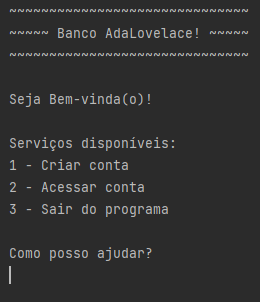 ~~~~~~~~~~~~~~~~~~~~~~~~~~~~~~
~~~~~ Banco AdaLovelace! ~~~~~
~~~~~~~~~~~~~~~~~~~~~~~~~~~~~~
Seja Bem-vinda(o)!
Serviços disponíveis:
1 - Criar conta
2 - Acessar conta
3 - Sair do programa
Como posso ajudar?